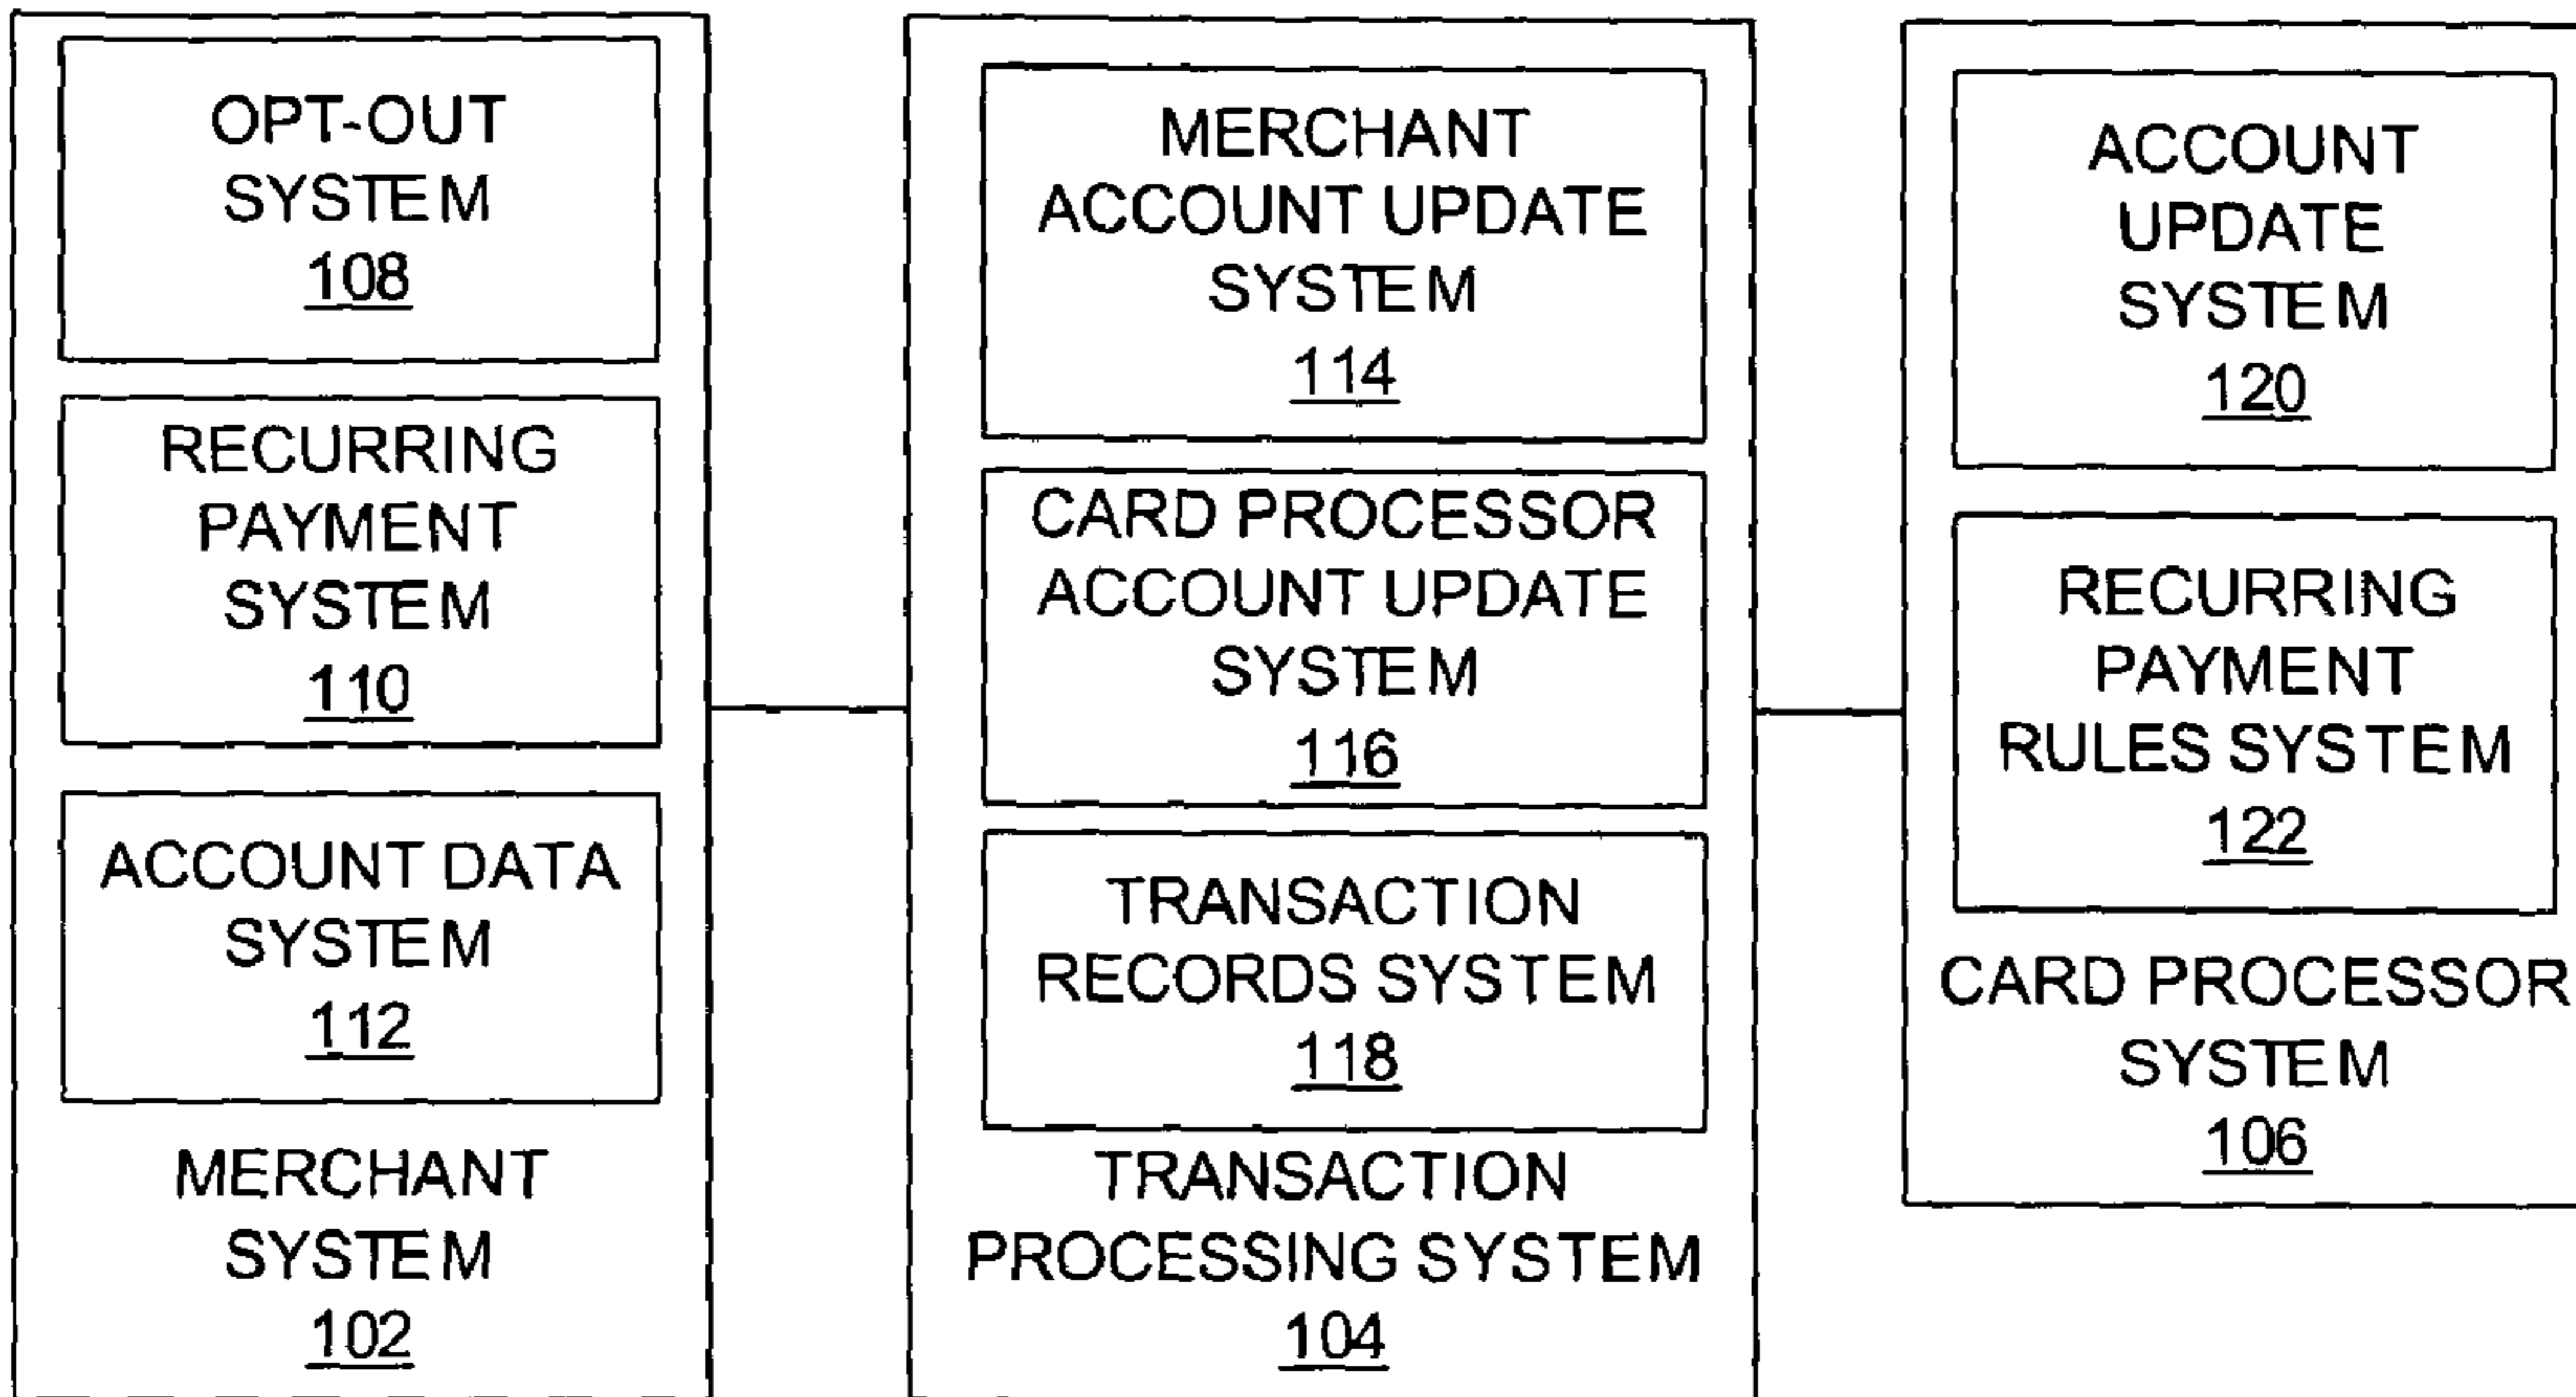 OPT-OUT
SYSTEM
108
RECURRING
PAYMENT
SYSTEM
110
ACCOUNT DATA
SYSTEM
112
MERCHANT
SYSTEM
102
MERCHANT
ACCOUNT UPDATE
SYSTEM
114
CARD PROCESSOR
ACCOUNT UPDATE
SYSTEM
116
TRANSACTION
RECORDS SYSTEM
118
TRANSACTION
PROCESSING SYSTEM
104
ACCOUNT
UPDATE
SYSTEM
120
RECURRING
PAYMENT
RULES SYSTEM
122
CARD PROCESSOR
SYSTEM
106